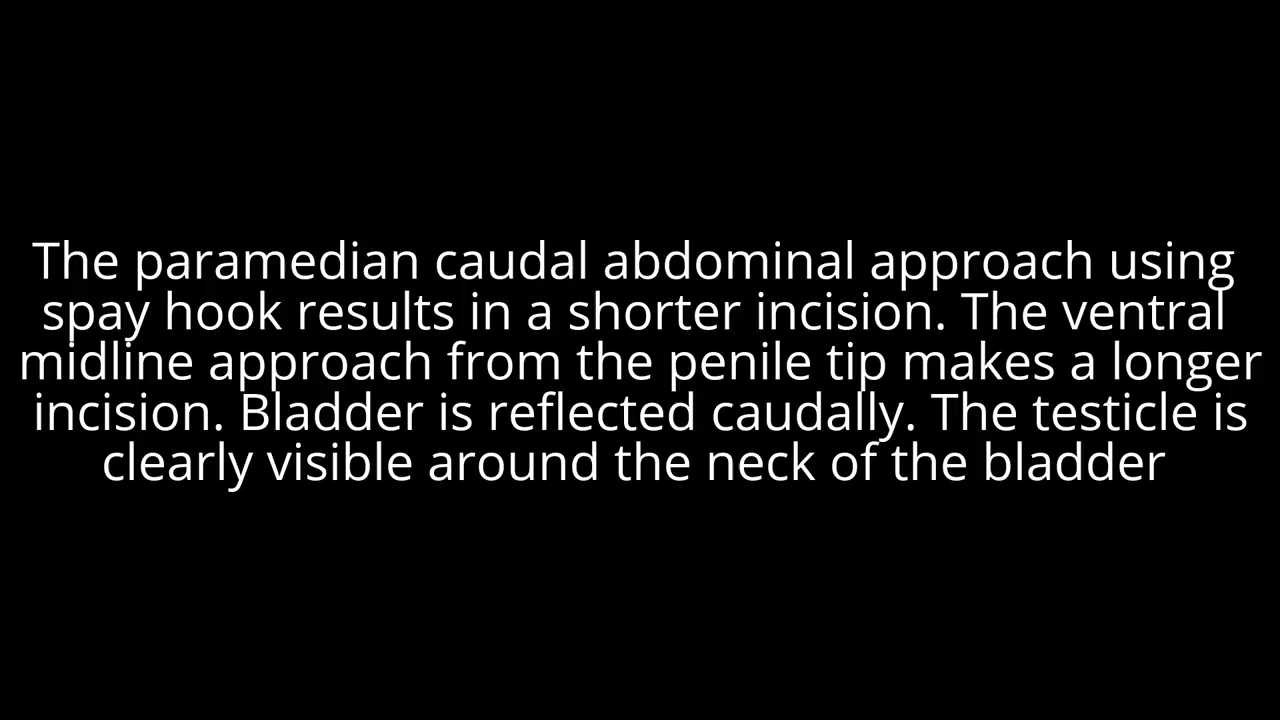 The paramedian caudal abdominal approach using
spay hook results in a shorter incision. The ventral
midline approach from the penile tip makes a longer
incision. Bladder is reflected caudally. The testicle is
clearly visible around the neck of the bladder